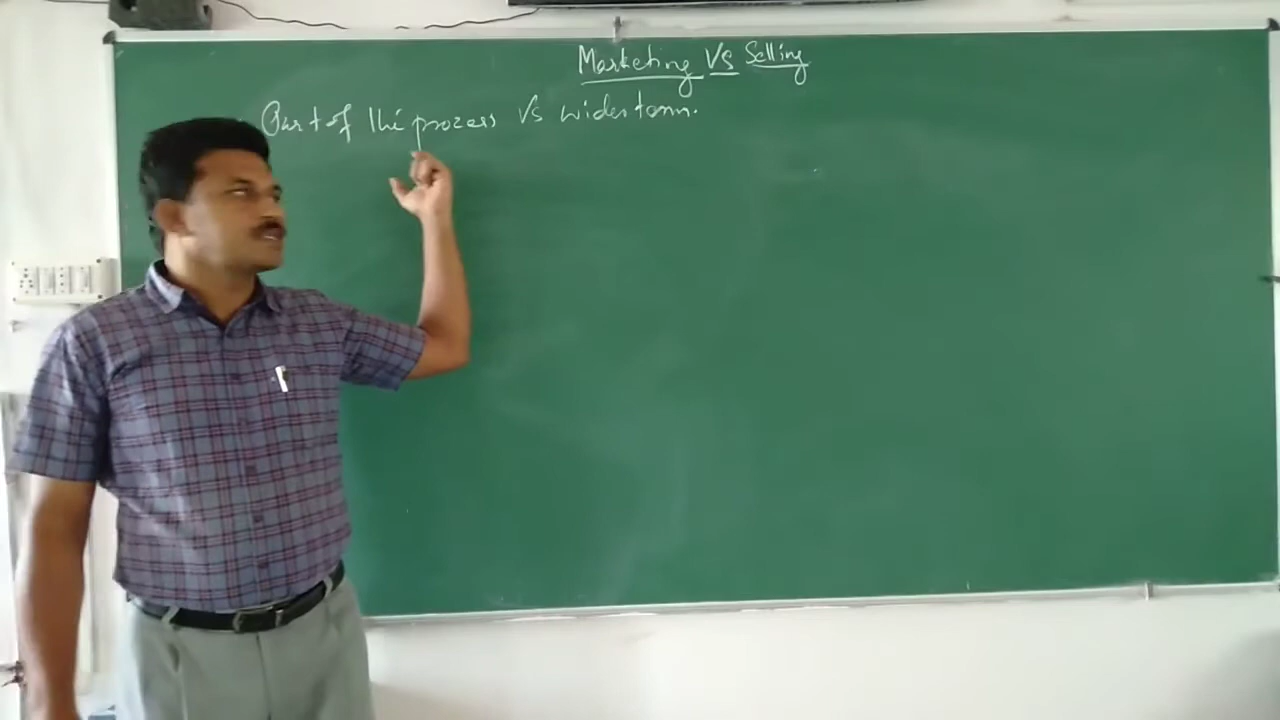 Marketing VS Selling
Part of the process Vs wider term.